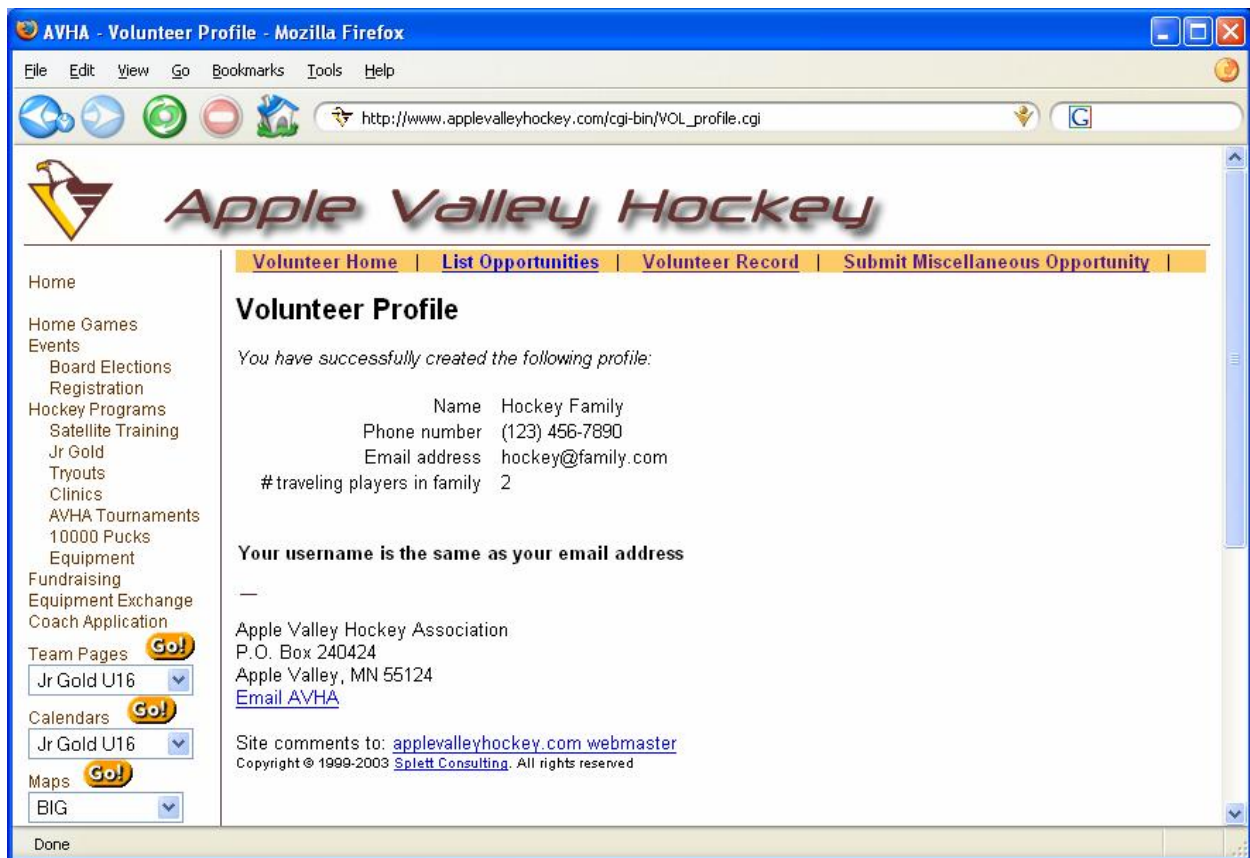 AVHA - Volunteer Profile - Mozilla Firefox
File Edit View Go Bookmarks Tools Help
http://www.applevalleyhockey.com/cgi-bin/VOL_profile.cgi
G
Apple Valley Hockey
Volunteer Home | List Opportunities | Volunteer Record | Submit Miscellaneous Opportunity |
Home
Home Games
Events
Board Elections
Registration
Hockey Programs
Satellite Training
Jr Gold
Tryouts
Clinics
AVHA Tournaments
10000 Pucks
Equipment
Fundraising
Equipment Exchange
Coach Application
Team Pages Go!
Jr Gold U16
Calendars Go!
Jr Gold U16
Maps Go!
BIG
Volunteer Profile
You have successfully created the following profile:
Name Hockey Family
Phone number (123) 456-7890
Email address hockey@family.com
# traveling players in family 2
Your username is the same as your email address
Apple Valley Hockey Association
P.O. Box 240424
Apple Valley, MN 55124
Email AVHA
Site comments to: applevalleyhockey.com webmaster
Copyright © 1999-2003 Splett Consulting. All rights reserved
Done